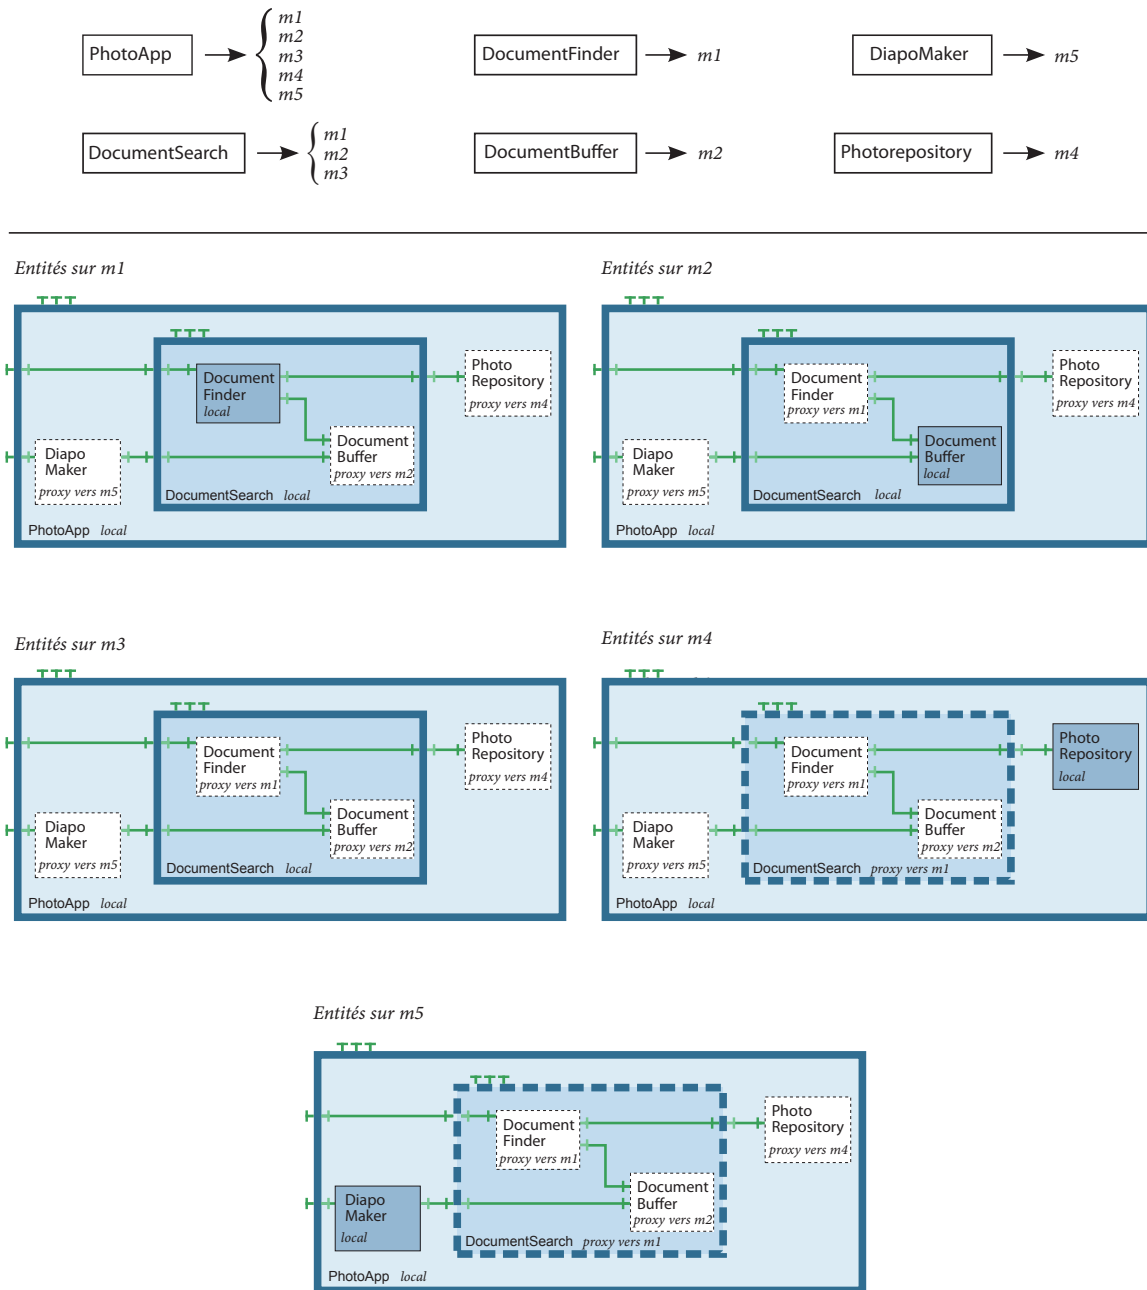 PhotoApp
m1
m2
m3
m4
m5
DocumentFinder
m1
DiapoMaker
m5
DocumentSearch
m1
m2
m3
DocumentBuffer
m2
Photorepository
m4
Entités sur m1
Document
Finder
local
Photo
Repository
proxy vers m4
Diapo
Maker
proxy vers m5
Document
Buffer
proxy vers m2
DocumentSearch local
PhotoApp local
Entités sur m2
Document
Finder
proxy vers m1
Photo
Repository
proxy vers m4
Diapo
Maker
proxy vers m5
Document
Buffer
local
DocumentSearch local
PhotoApp local
Entités sur m3
Document
Finder
proxy vers m1
Photo
Repository
proxy vers m4
Diapo
Maker
proxy vers m5
Document
Buffer
proxy vers m2
DocumentSearch local
PhotoApp local
Entités sur m4
Document
Finder
proxy vers m1
Photo
Repository
local
Diapo
Maker
proxy vers m5
Document
Buffer
proxy vers m2
DocumentSearch proxy vers m1
PhotoApp local
Entités sur m5
Document
Finder
proxy vers m1
Photo
Repository
proxy vers m4
Diapo
Maker
local
Document
Buffer
proxy vers m2
DocumentSearch proxy vers m1
PhotoApp local